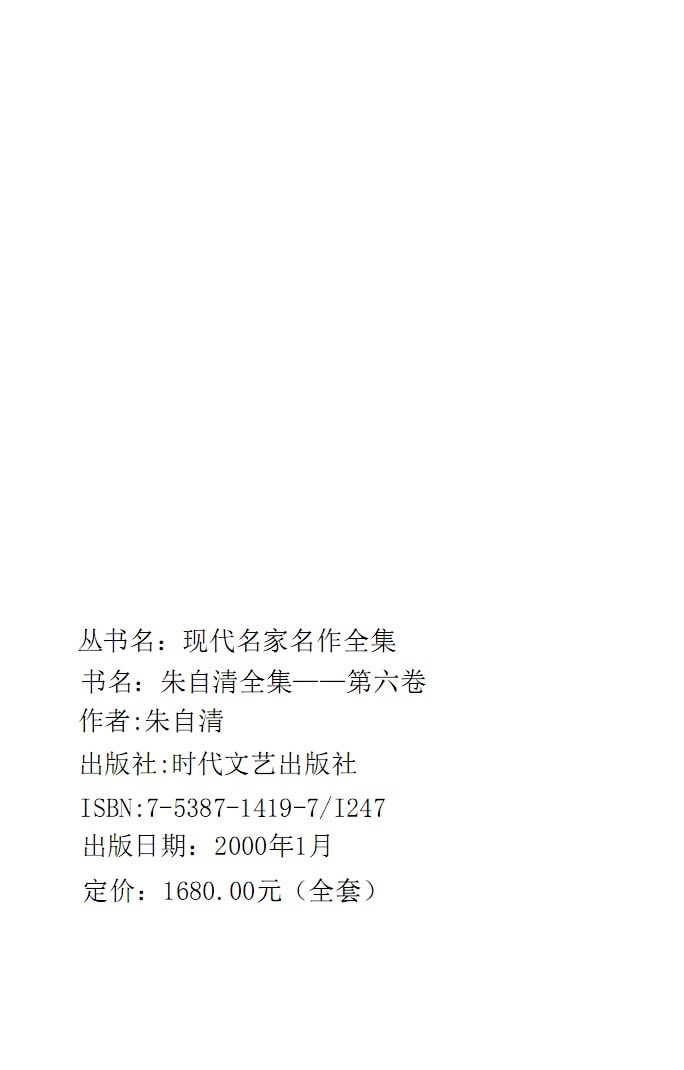 丛书名：现代名家名作全集
书名：朱自清全集——第六卷
作者:朱自清
出版社:时代文艺出版社
ISBN:7-5387-1419-7/I247
出版日期：2000年1月
定价：1680.00元（全套）